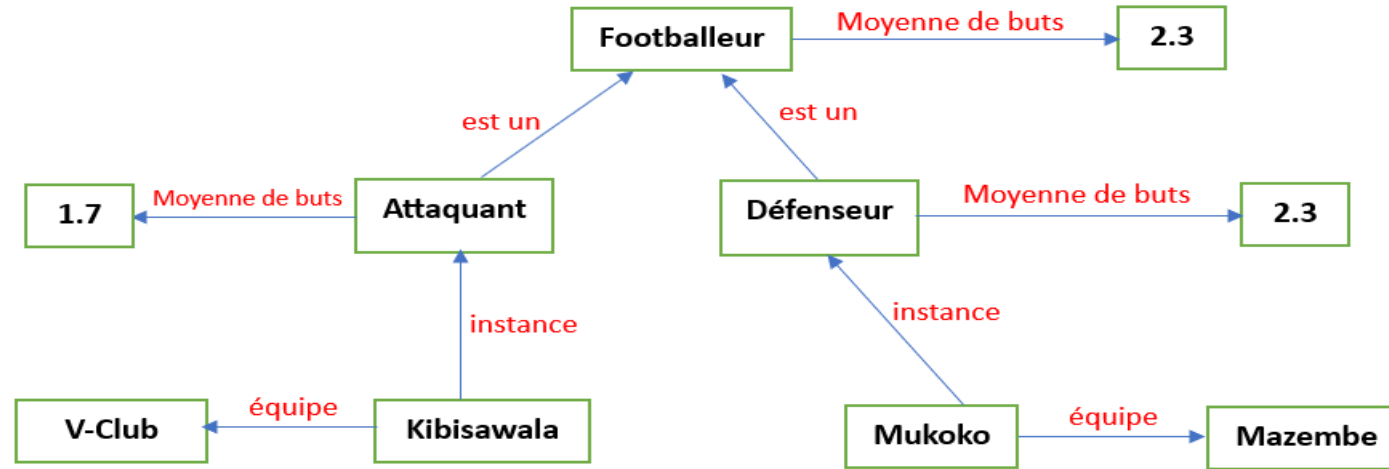 Footballeur
Moyenne de buts
2.3
est un
est un
1.7
Moyenne de buts
Attaquant
Défenseur
Moyenne de buts
2.3
instance
instance
V-Club
équipe
Kibisawala
Mukoko
équipe
Mazembe